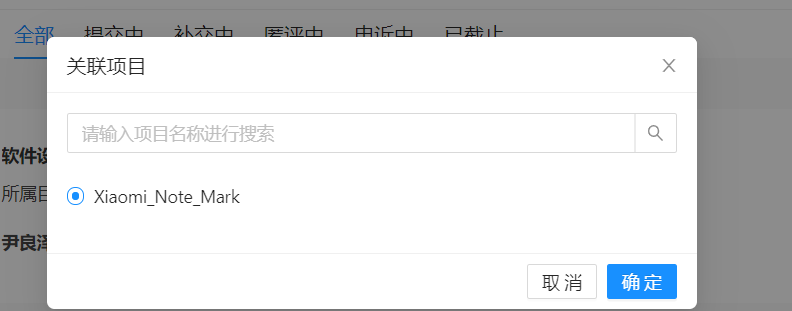 全部 提交中 补交中 匿评中 申诉中 已截止
关联项目
请输入项目名称进行搜索
软件设
Xiaomi_Note_Mark
所属目
尹良泽
取消 确定